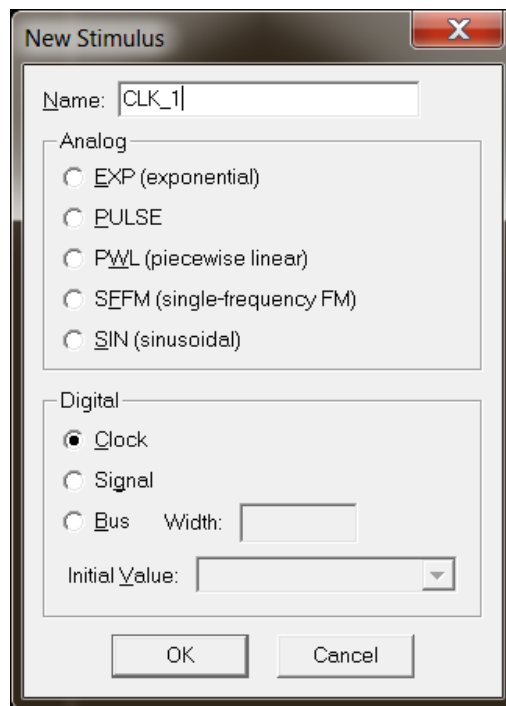 New Stimulus
Name: CLK_1
Analog
EXP (exponential)
PULSE
PWL (piecewise linear)
SFFM (single-frequency FM)
SIN (sinusoidal)
Digital
Clock
Signal
Bus Width:
Initial Value:
OK Cancel